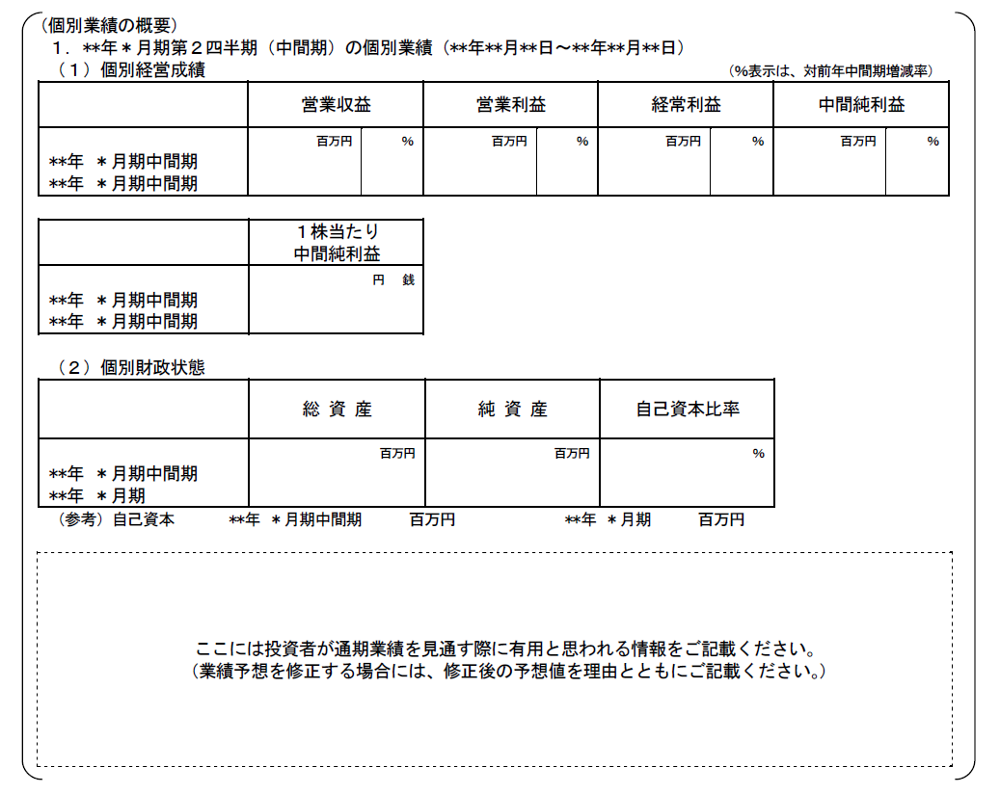 （個別業績の概要）
１．**年＊月期第２四半期（中間期）の個別業績（**年**月**日～**年**月**日）
（１）個別経営成績 （％表示は、対前年中間期増減率）
営業収益 営業利益 経常利益 中間純利益
百万円 ％ 百万円 ％ 百万円 ％ 百万円 ％
**年 ＊月期中間期
**年 ＊月期中間期
１株当たり
中間純利益
円 銭
**年 ＊月期中間期
**年 ＊月期中間期
（２）個別財政状態
総 資 産 純 資 産 自己資本比率
百万円 百万円 ％
**年 ＊月期中間期
**年 ＊月期
（参考）自己資本 **年 ＊月期中間期 百万円 **年 ＊月期 百万円
ここには投資者が通期業績を見通す際に有用と思われる情報をご記載ください。
（業績予想を修正する場合には、修正後の予想値を理由とともにご記載ください。）